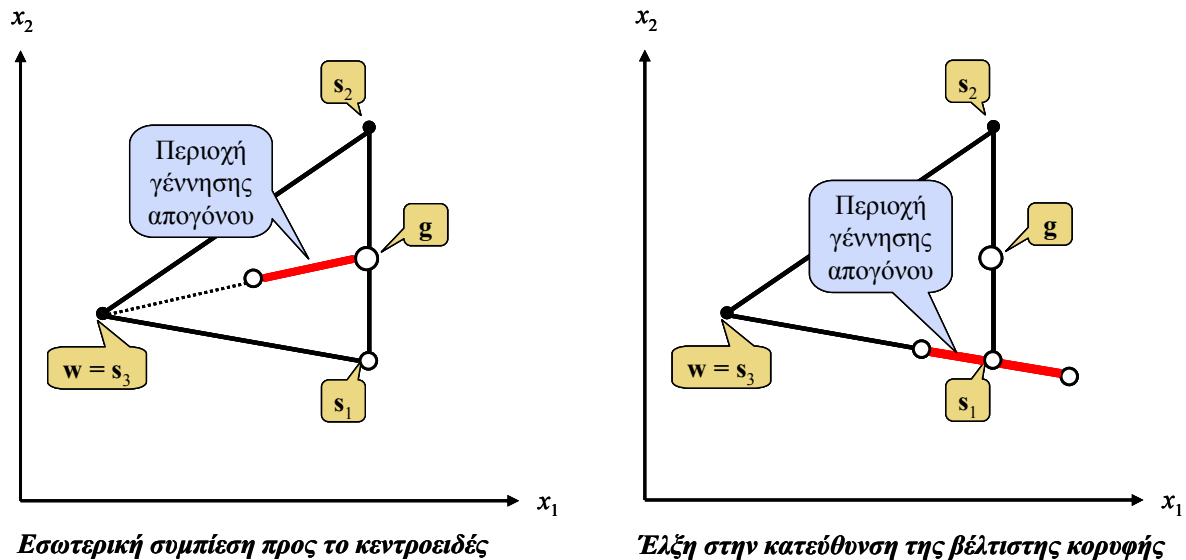 x₂
s₂
Περιοχή
γέννησης
απογόνου
g
w = s₃
s₁
x₁
Εσωτερική συμπίεση προς το κεντροειδές
x₂
s₂
Περιοχή
γέννησης
απογόνου
g
w = s₃
s₁
x₁
Έλξη στην κατεύθυνση της βέλτιστης κορυφής